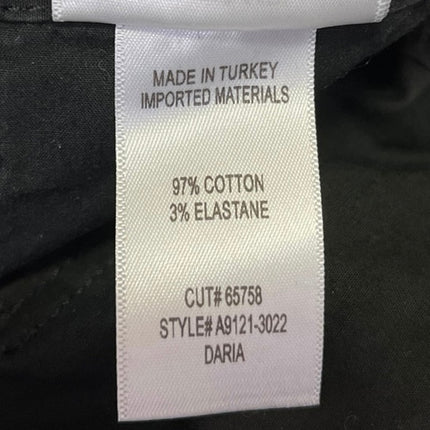 MADE IN TURKEY
IMPORTED MATERIALS
97% COTTON
3% ELASTANE
CUT# 65758
STYLE# A9121-3022
DARIA